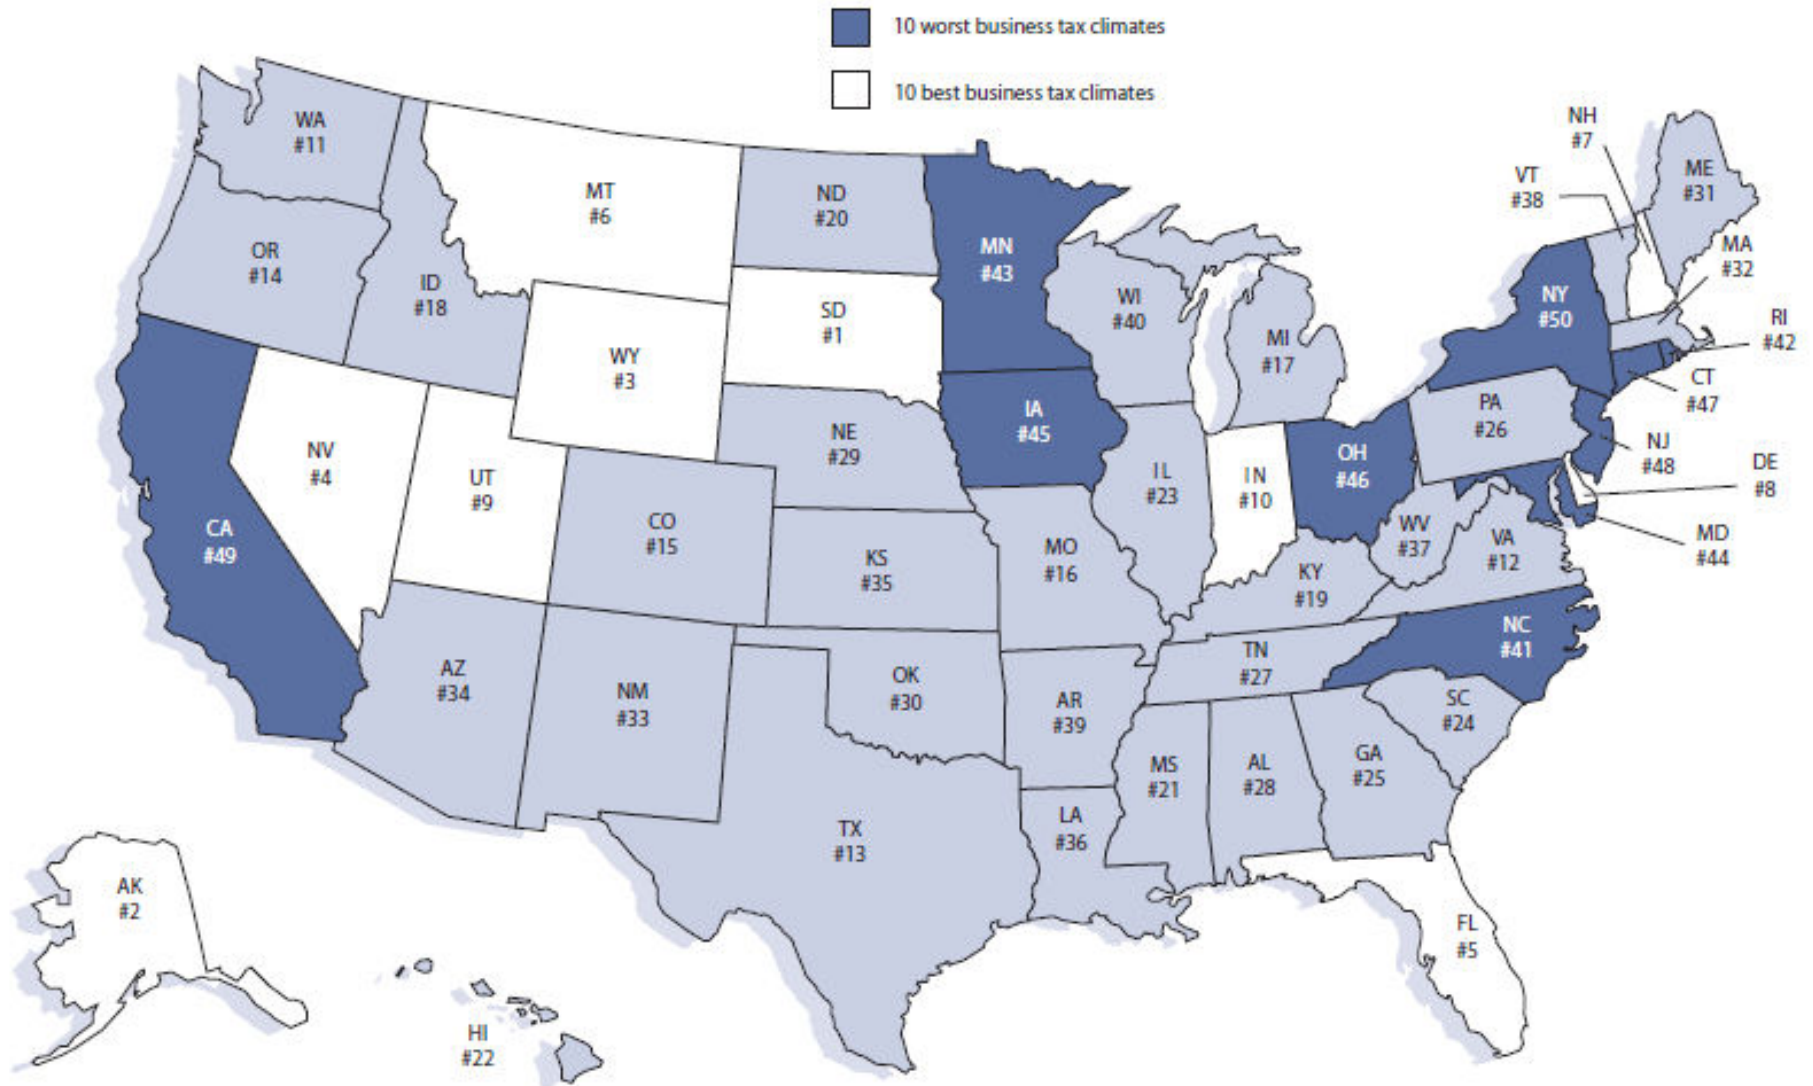 10 worst business tax climates
10 best business tax climates
WA
#11
MT
#6
ND
#20
MN
#43
NH
#7
VT
#38
ME
#31
MA
#32
OR
#14
ID
#18
WY
#3
SD
#1
WI
#40
MI
#17
NY
#50
RI
#42
CT
#47
NV
#4
UT
#9
NE
#29
IA
#45
IL
#23
IN
#10
OH
#46
PA
#26
NJ
#48
DE
#8
CA
#49
CO
#15
KS
#35
MO
#16
KY
#19
WV
#37
VA
#12
MD
#44
AZ
#34
NM
#33
OK
#30
AR
#39
TN
#27
NC
#41
SC
#24
TX
#13
LA
#36
MS
#21
AL
#28
GA
#25
AK
#2
HI
#22
FL
#5